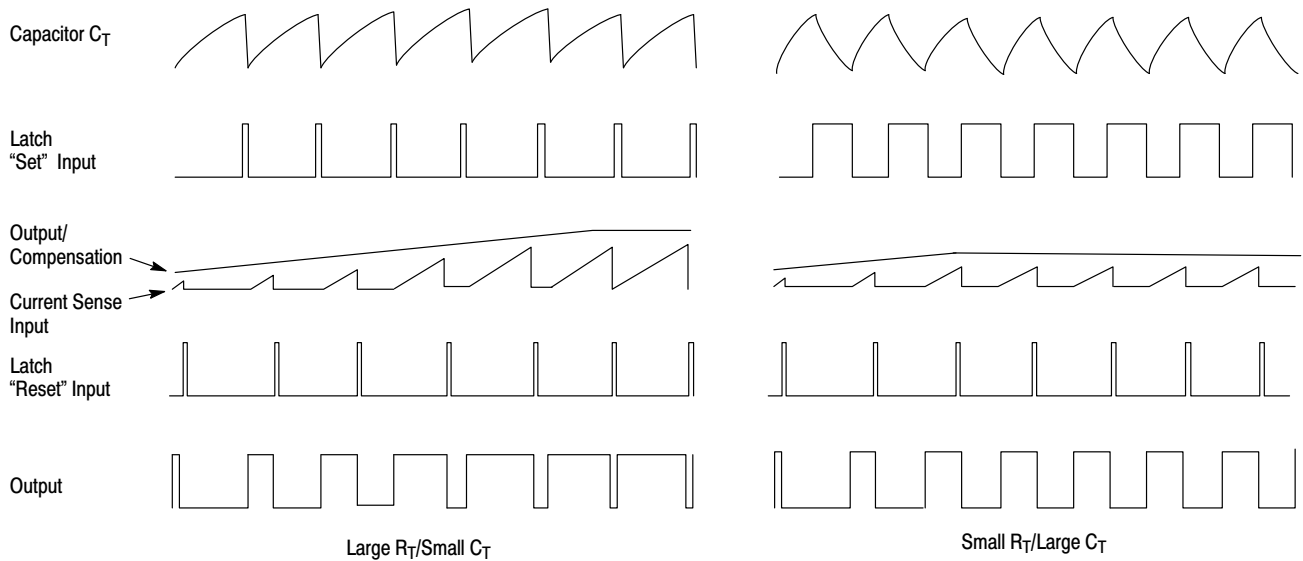 Capacitor CT
Latch
“Set” Input
Output/
Compensation
Current Sense
Input
Latch
“Reset” Input
Output
Large RT/Small CT
Small RT/Large CT